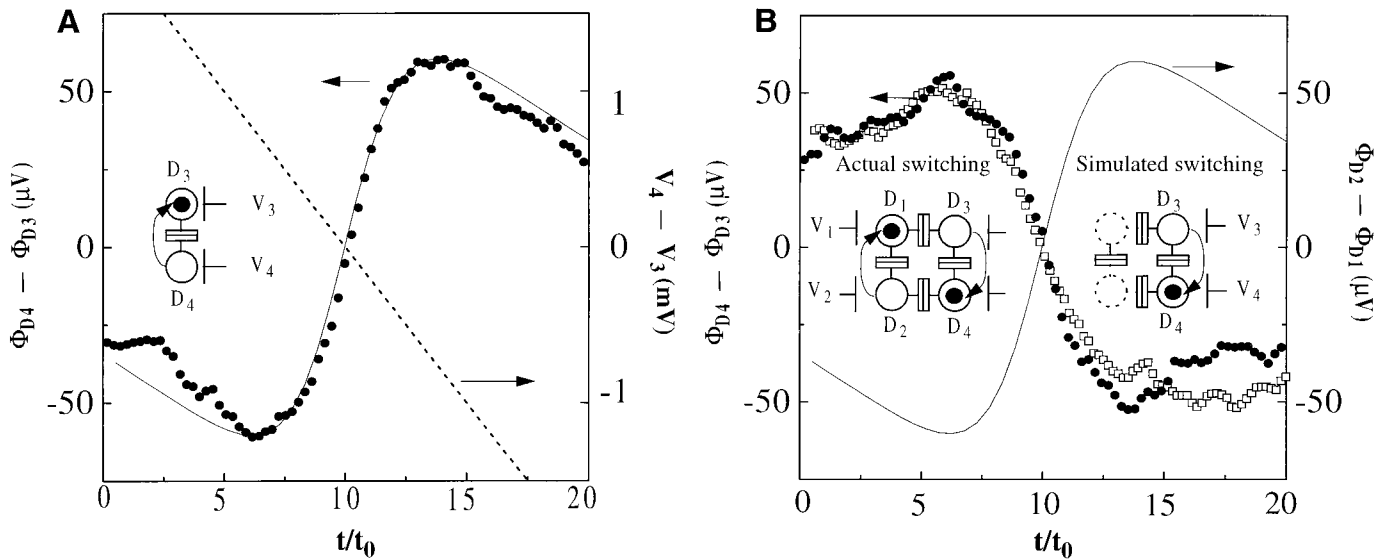 A
50
0
-50
Φ_D4 − Φ_D3 (μV)
D_3
V_3
V_4
D_4
1
0
-1
V_4 − V_3 (mV)
0 5 10 15 20
t/t_0
B
50
0
-50
Φ_D4 − Φ_D3 (μV)
Actual switching
D_1 D_3
V_1
V_2
D_2 D_4
Simulated switching
D_3
V_3
V_4
D_4
50
0
-50
Φ_D2 − Φ_D1 (μV)
0 5 10 15 20
t/t_0